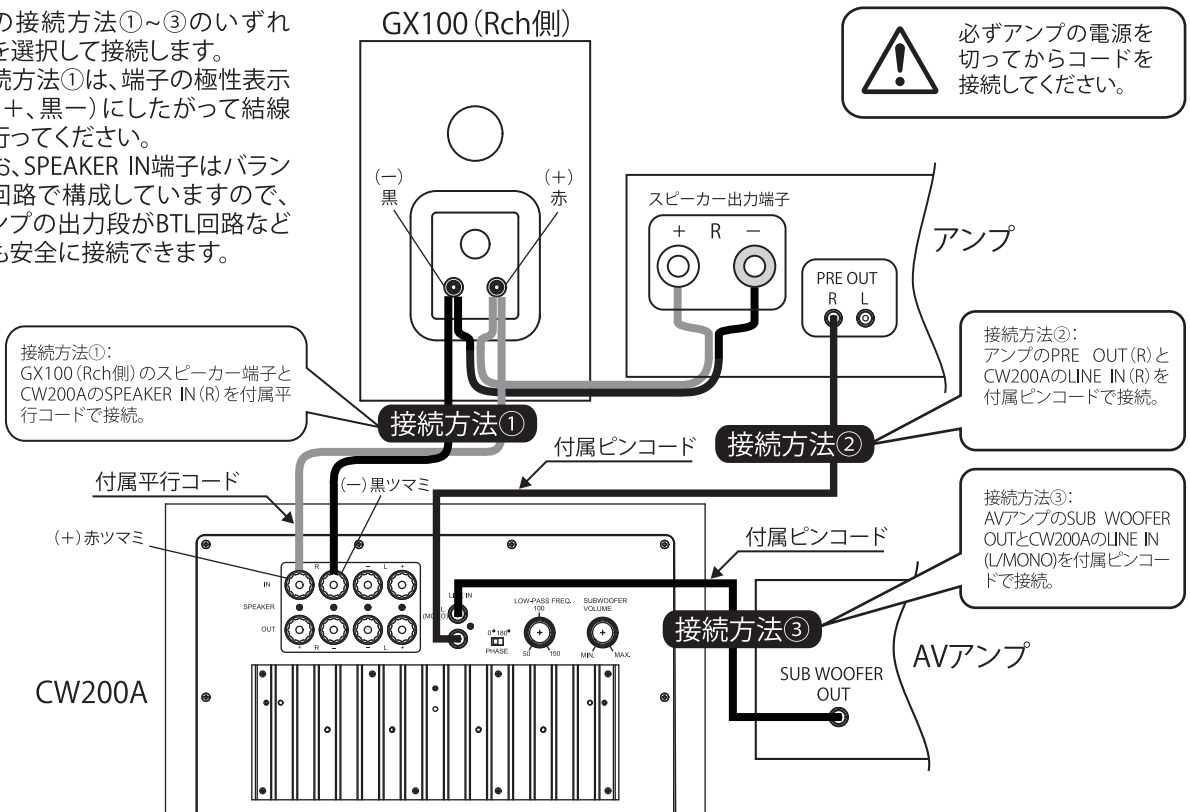 の接続方法①~③のいずれ
を選択して接続します。
方法①は、端子の極性表示
+、黒ー)にしたがって結線
行ってください。
、SPEAKER IN端子はバラン
回路で構成していますので、
ンプの出力段がBTL回路など
も安全に接続できます。
GX100(Rch側)
必ずアンプの電源を
切ってからコードを
接続してください。
(ー)
黒
(+)
赤
スピーカー出力端子
+ R −
アンプ
PRE OUT
R L
接続方法①:
GX100(Rch側)のスピーカー端子と
CW200AのSPEAKER IN(R)を付属平
行コードで接続。
接続方法①
接続方法②:
アンプのPRE OUT(R)と
CW200AのLINE IN(R)を
付属ピンコードで接続。
接続方法②
付属ピンコード
付属平行コード
(ー)黒ツマミ
(+)赤ツマミ
接続方法③:
AVアンプのSUB WOOFER
OUTとCW200AのLINE IN
(L/MONO)を付属ピンコー
ドで接続。
付属ピンコード
接続方法③
R − L +
IN
SPEAKER
OUT
+ R − L +
L
(MONO)
0° 180°
PHASE
LOW-PASS FREQ.
100
50 150
SUBWOOFER
VOLUME
MIN. MAX.
CW200A
AVアンプ
SUB WOOFER
OUT